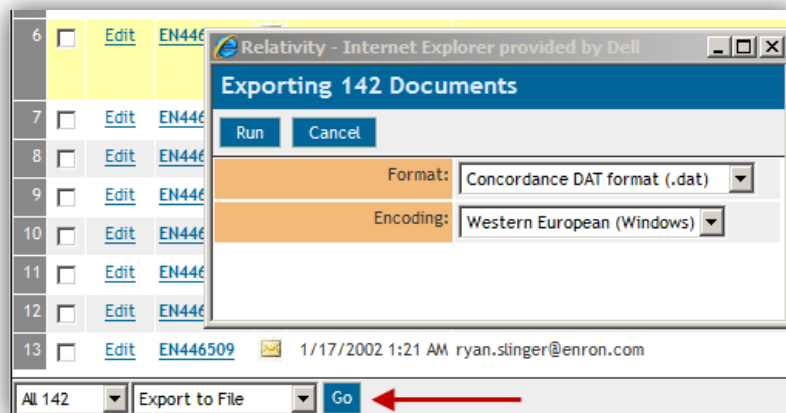 6 Edit EN446
Relativity - Internet Explorer provided by Dell
Exporting 142 Documents
Run Cancel
Format: Concordance DAT format (.dat)
Encoding: Western European (Windows)
7 Edit EN446
8 Edit EN446
9 Edit EN446
10 Edit EN446
11 Edit EN446
12 Edit EN446
13 Edit EN446509 1/17/2002 1:21 AM ryan.slinger@enron.com
All 142 Export to File Go